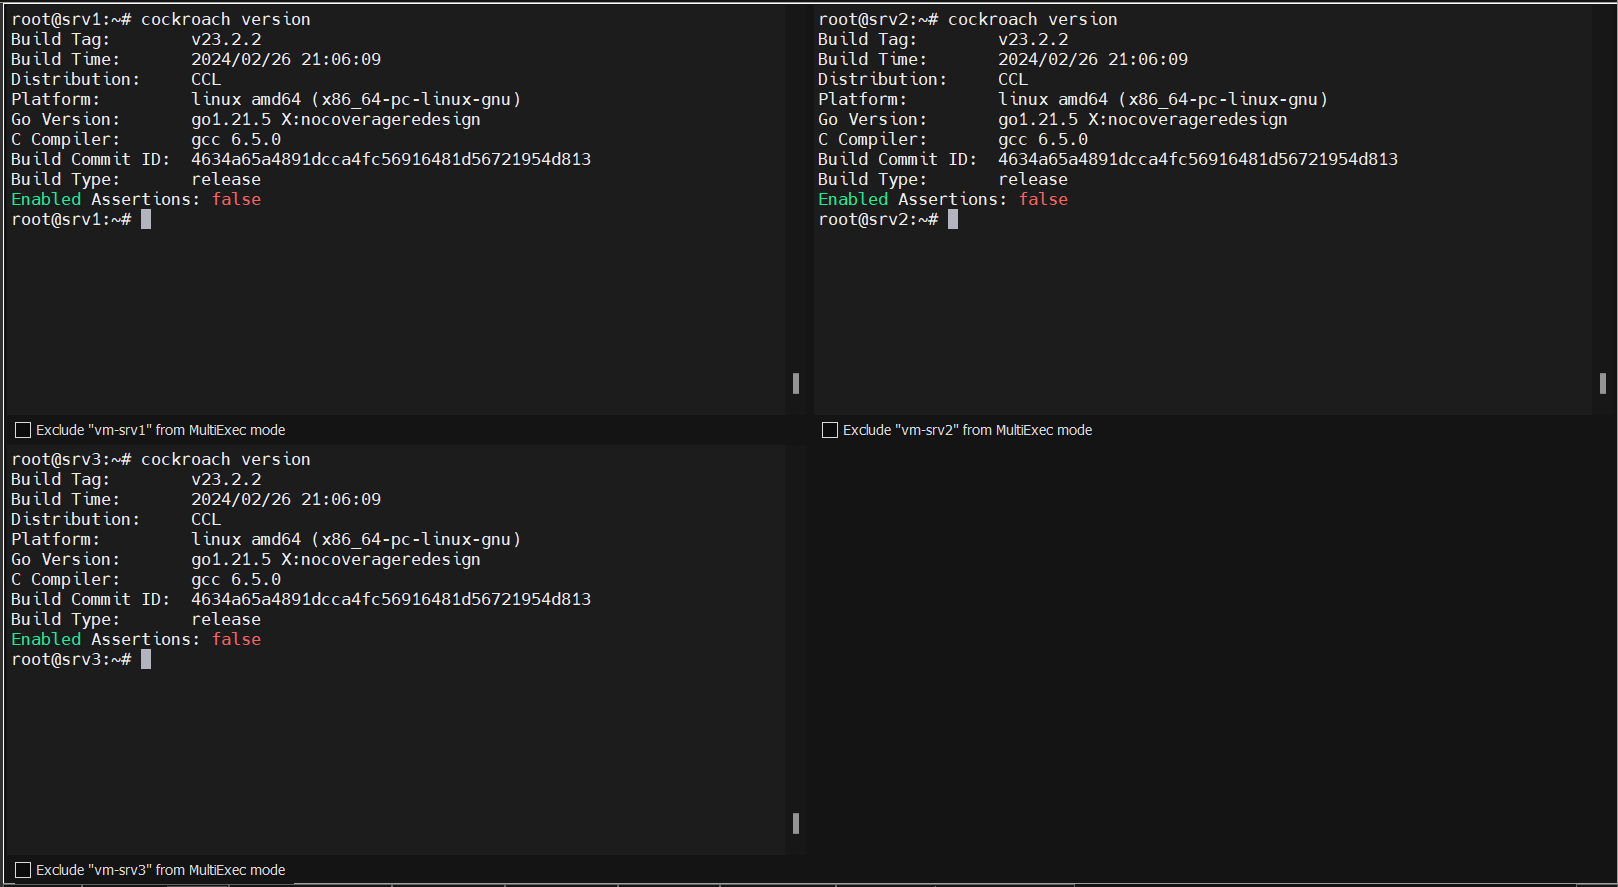 root@srv1:~# cockroach version
Build Tag:        v23.2.2
Build Time:       2024/02/26 21:06:09
Distribution:     CCL
Platform:         linux amd64 (x86_64-pc-linux-gnu)
Go Version:       go1.21.5 X:nocoverageredesign
C Compiler:       gcc 6.5.0
Build Commit ID:  4634a65a4891dcca4fc56916481d56721954d813
Build Type:       release
Enabled Assertions: false
root@srv1:~#
Exclude "vm-srv1" from MultiExec mode
root@srv2:~# cockroach version
Build Tag:        v23.2.2
Build Time:       2024/02/26 21:06:09
Distribution:     CCL
Platform:         linux amd64 (x86_64-pc-linux-gnu)
Go Version:       go1.21.5 X:nocoverageredesign
C Compiler:       gcc 6.5.0
Build Commit ID:  4634a65a4891dcca4fc56916481d56721954d813
Build Type:       release
Enabled Assertions: false
root@srv2:~#
Exclude "vm-srv2" from MultiExec mode
root@srv3:~# cockroach version
Build Tag:        v23.2.2
Build Time:       2024/02/26 21:06:09
Distribution:     CCL
Platform:         linux amd64 (x86_64-pc-linux-gnu)
Go Version:       go1.21.5 X:nocoverageredesign
C Compiler:       gcc 6.5.0
Build Commit ID:  4634a65a4891dcca4fc56916481d56721954d813
Build Type:       release
Enabled Assertions: false
root@srv3:~#
Exclude "vm-srv3" from MultiExec mode